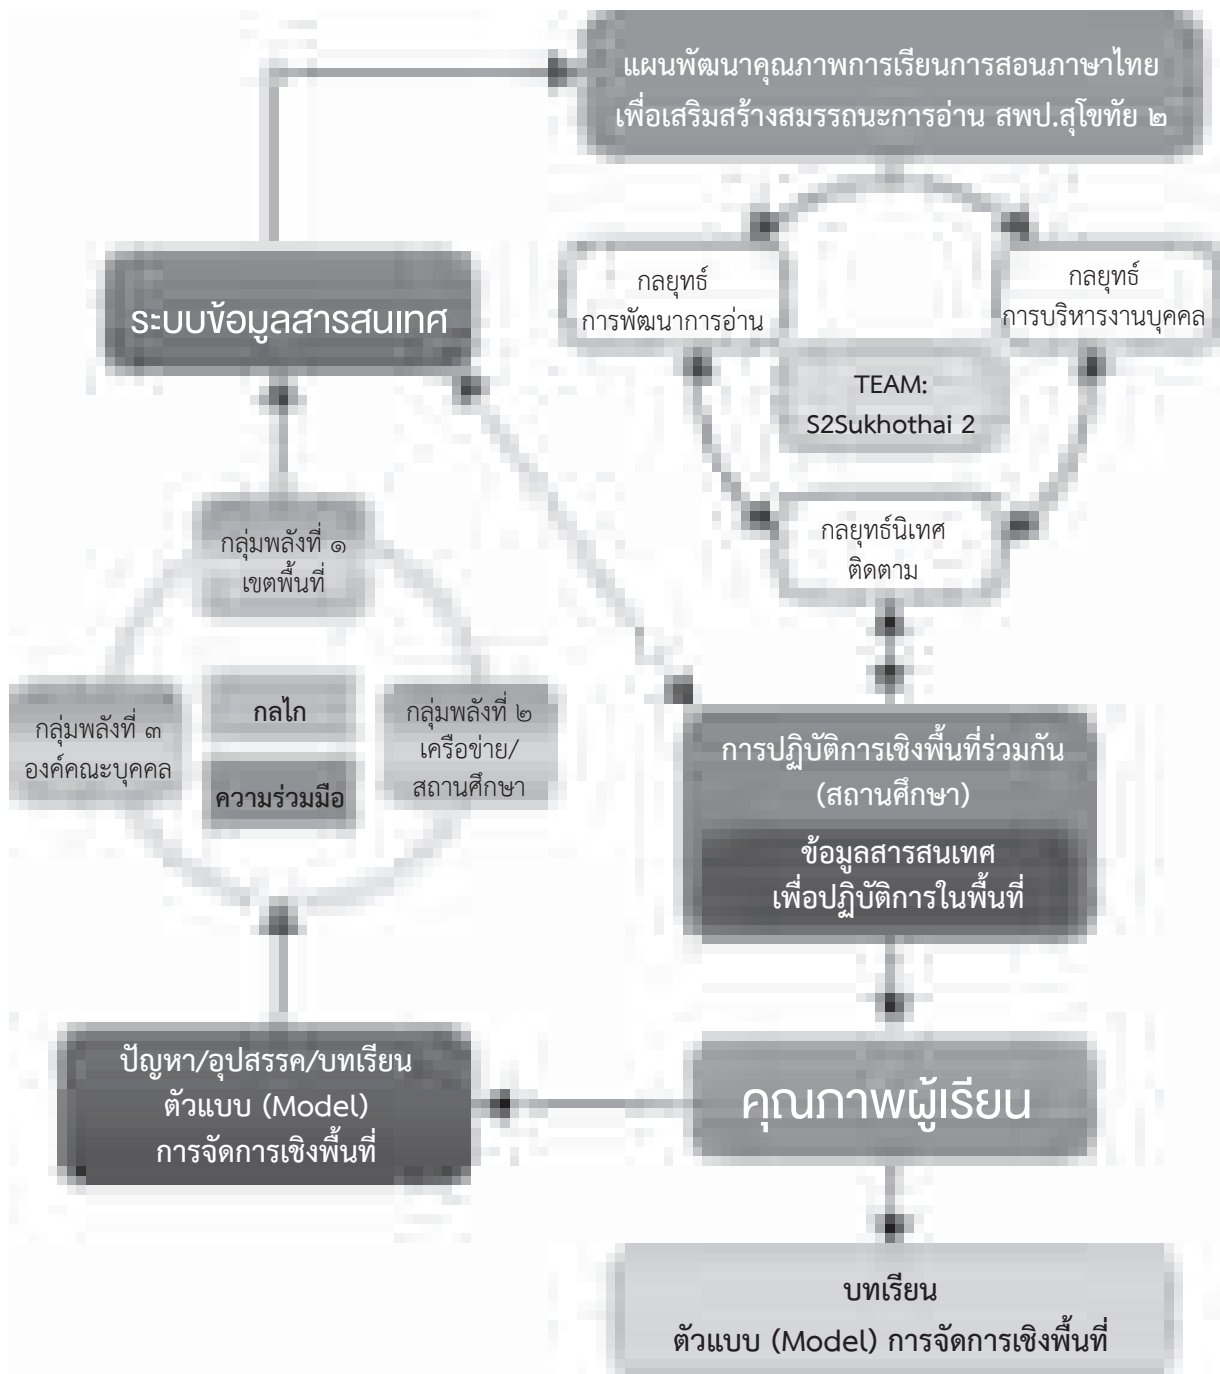 แผนพัฒนาคุณภาพการเรียนการสอนภาษาไทย
เพื่อเสริมสร้างสมรรถนะการอ่าน สพป.สุโขทัย ๒
ระบบข้อมูลสารสนเทศ
กลยุทธ์
การพัฒนาการอ่าน
กลยุทธ์
การบริหารงานบุคคล
TEAM:
S2Sukhothai 2
กลยุทธ์นิเทศ
ติดตาม
กลุ่มพลังที่ ๑
เขตพื้นที่
กลุ่มพลังที่ ๓
องค์คณะบุคคล
กลไก
ความร่วมมือ
กลุ่มพลังที่ ๒
เครือข่าย/
สถานศึกษา
การปฏิบัติการเชิงพื้นที่ร่วมกัน
(สถานศึกษา)
ข้อมูลสารสนเทศ
เพื่อปฏิบัติการในพื้นที่
ปัญหา/อุปสรรค/บทเรียน
ตัวแบบ (Model)
การจัดการเชิงพื้นที่
คุณภาพผู้เรียน
บทเรียน
ตัวแบบ (Model) การจัดการเชิงพื้นที่